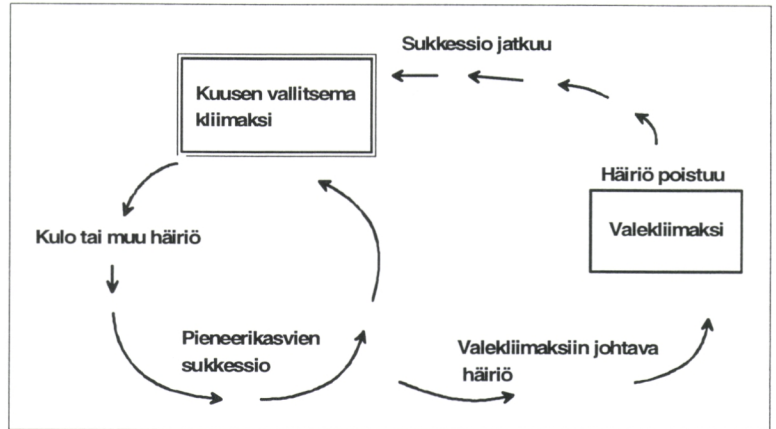 Sukkessio jatkuu
Kuusen vallitsema
kliimaksi
Häiriö poistuu
Valekliimaksi
Kulo tai muu häiriö
Pieneerikasvien
sukkessio
Valekliimaksiin johtava
häiriö